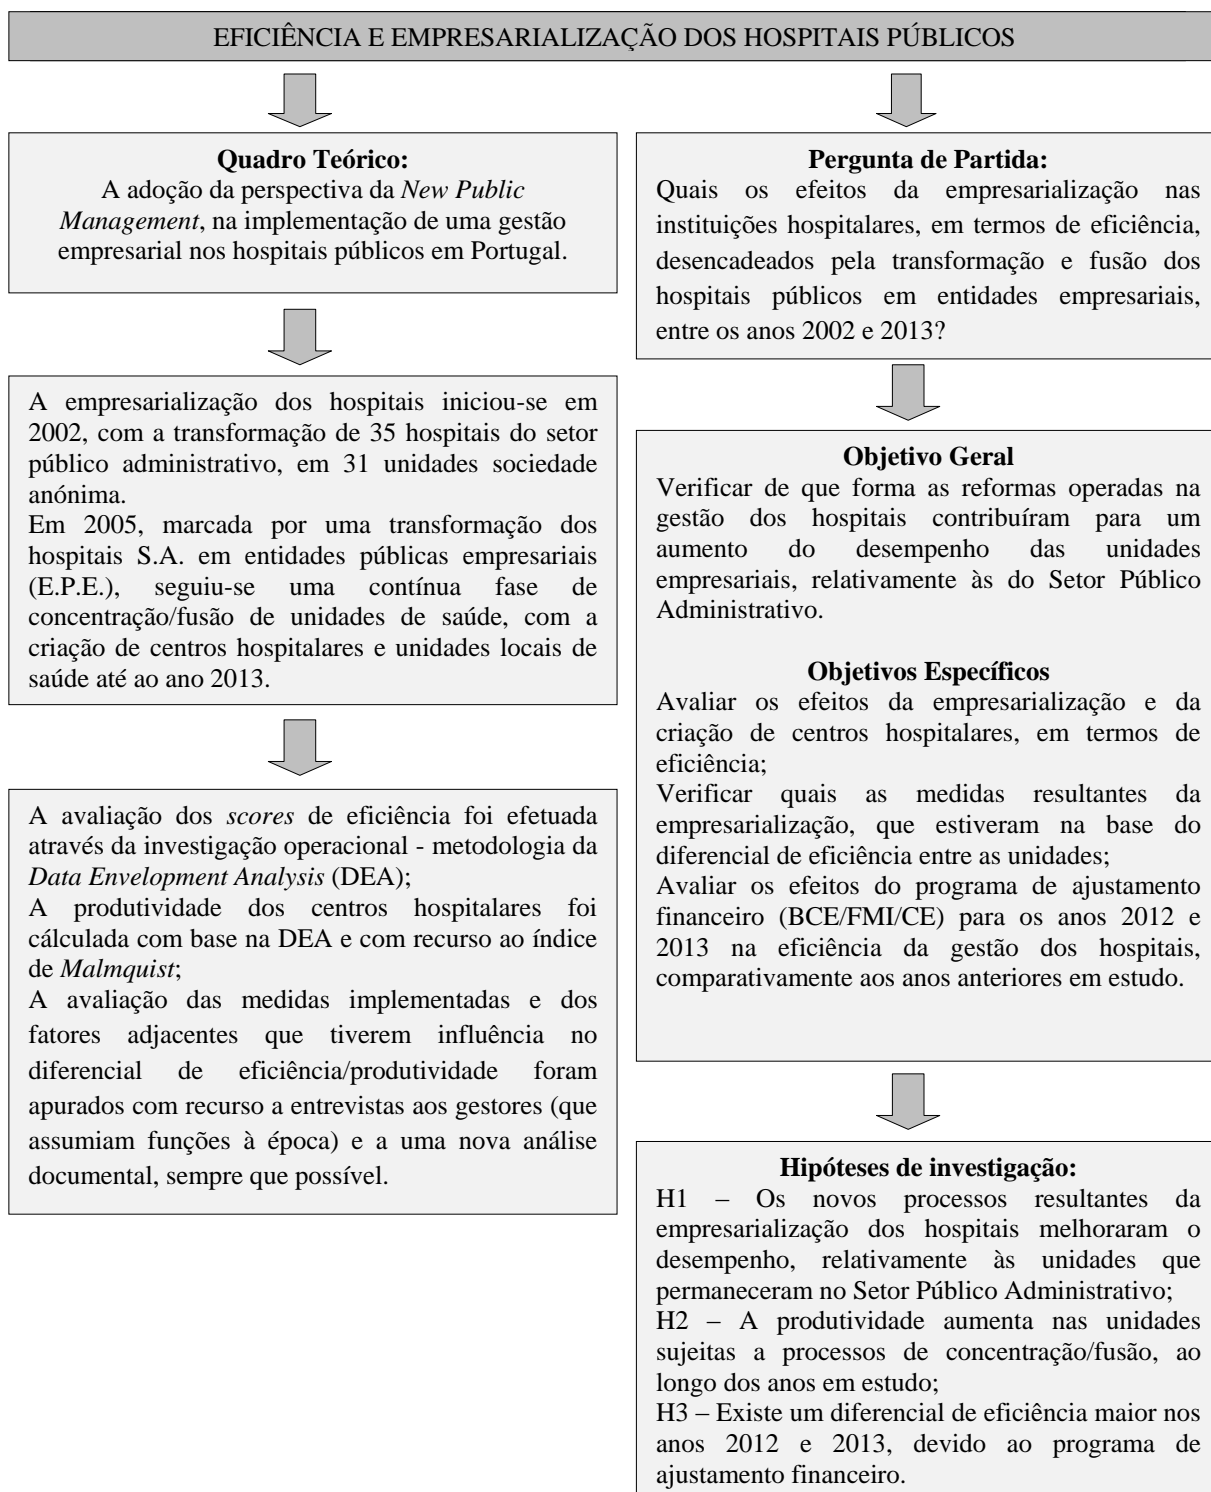 EFICIÊNCIA E EMPRESARIALIZAÇÃO DOS HOSPITAIS PÚBLICOS
Quadro Teórico:
A adoção da perspectiva da New Public
Management, na implementação de uma gestão
empresarial nos hospitais públicos em Portugal.
A empresarialização dos hospitais iniciou-se em
2002, com a transformação de 35 hospitais do setor
público administrativo, em 31 unidades sociedade
anónima.
Em 2005, marcada por uma transformação dos
hospitais S.A. em entidades públicas empresariais
(E.P.E.), seguiu-se uma contínua fase de
concentração/fusão de unidades de saúde, com a
criação de centros hospitalares e unidades locais de
saúde até ao ano 2013.
A avaliação dos scores de eficiência foi efetuada
através da investigação operacional - metodologia da
Data Envelopment Analysis (DEA);
A produtividade dos centros hospitalares foi
cálculada com base na DEA e com recurso ao índice
de Malmquist;
A avaliação das medidas implementadas e dos
fatores adjacentes que tiverem influência no
diferencial de eficiência/produtividade foram
apurados com recurso a entrevistas aos gestores (que
assumiam funções à época) e a uma nova análise
documental, sempre que possível.
Pergunta de Partida:
Quais os efeitos da empresarialização nas
instituições hospitalares, em termos de eficiência,
desencadeados pela transformação e fusão dos
hospitais públicos em entidades empresariais,
entre os anos 2002 e 2013?
Objetivo Geral
Verificar de que forma as reformas operadas na
gestão dos hospitais contribuíram para um
aumento do desempenho das unidades
empresariais, relativamente às do Setor Público
Administrativo.
Objetivos Específicos
Avaliar os efeitos da empresarialização e da
criação de centros hospitalares, em termos de
eficiência;
Verificar quais as medidas resultantes da
empresarialização, que estiveram na base do
diferencial de eficiência entre as unidades;
Avaliar os efeitos do programa de ajustamento
financeiro (BCE/FMI/CE) para os anos 2012 e
2013 na eficiência da gestão dos hospitais,
comparativamente aos anos anteriores em estudo.
Hipóteses de investigação:
H1 – Os novos processos resultantes da
empresarialização dos hospitais melhoraram o
desempenho, relativamente às unidades que
permaneceram no Setor Público Administrativo;
H2 – A produtividade aumenta nas unidades
sujeitas a processos de concentração/fusão, ao
longo dos anos em estudo;
H3 – Existe um diferencial de eficiência maior nos
anos 2012 e 2013, devido ao programa de
ajustamento financeiro.